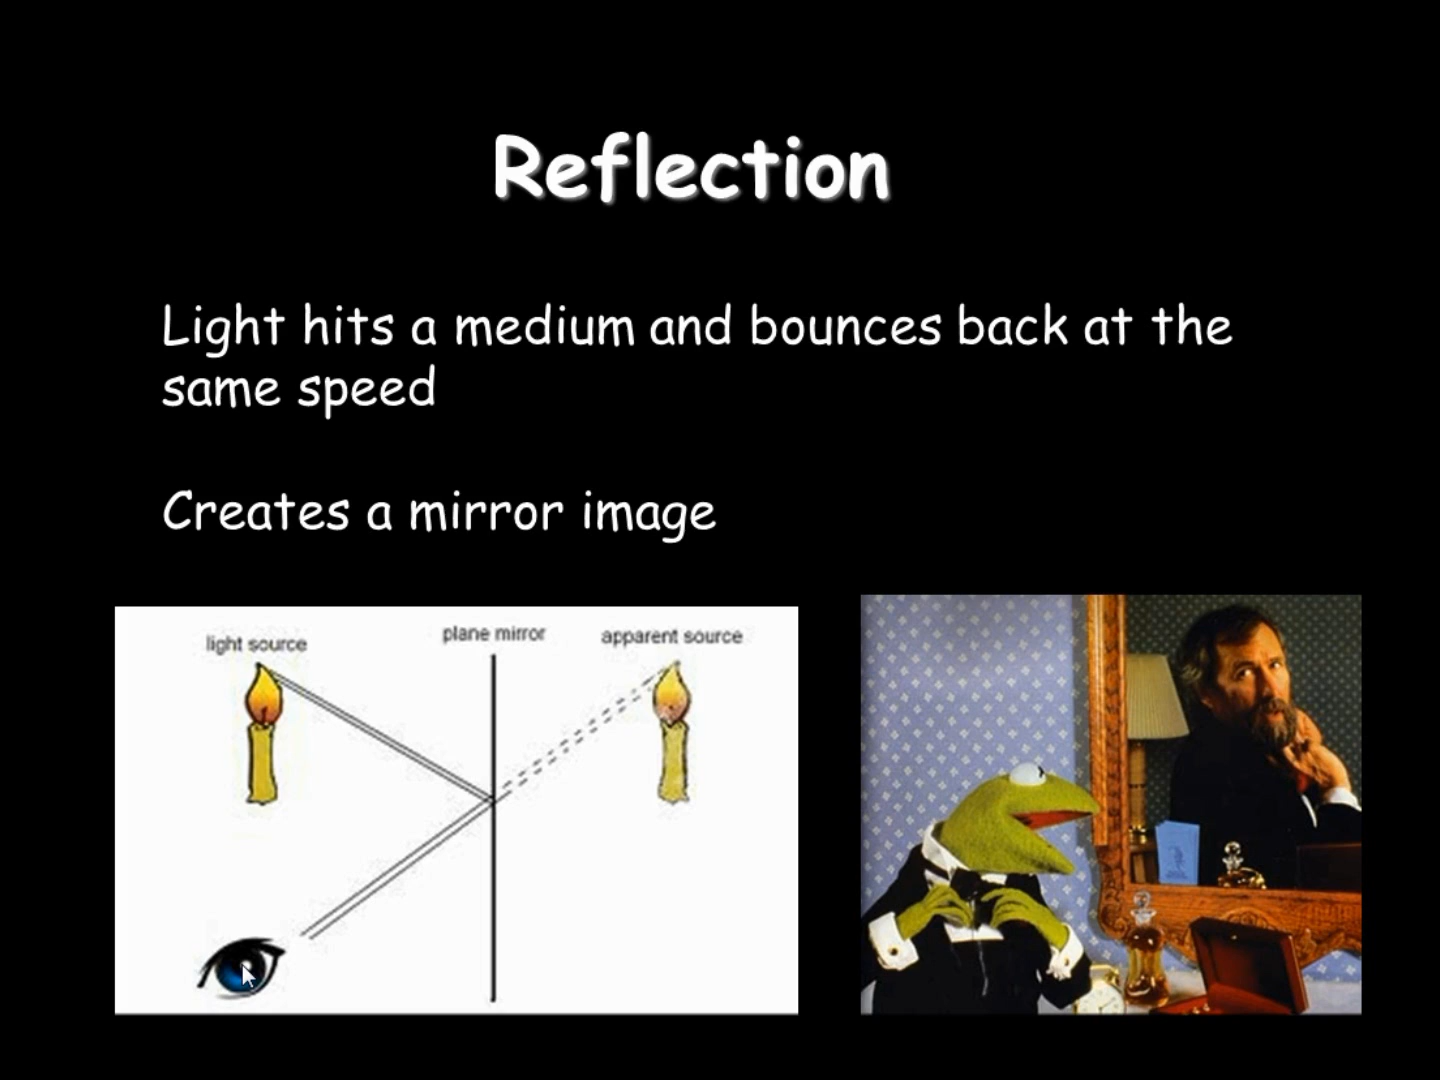 Reflection
Light hits a medium and bounces back at the
same speed
Creates a mirror image
light source
plane mirror
apparent source